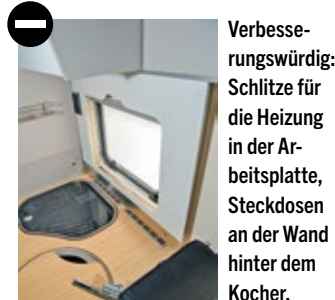 Verbesse-
rungswürdig:
Schlitze für
die Heizung
in der Ar-
beitsplatte,
Steckdosen
an der Wand
hinter dem
Kocher.